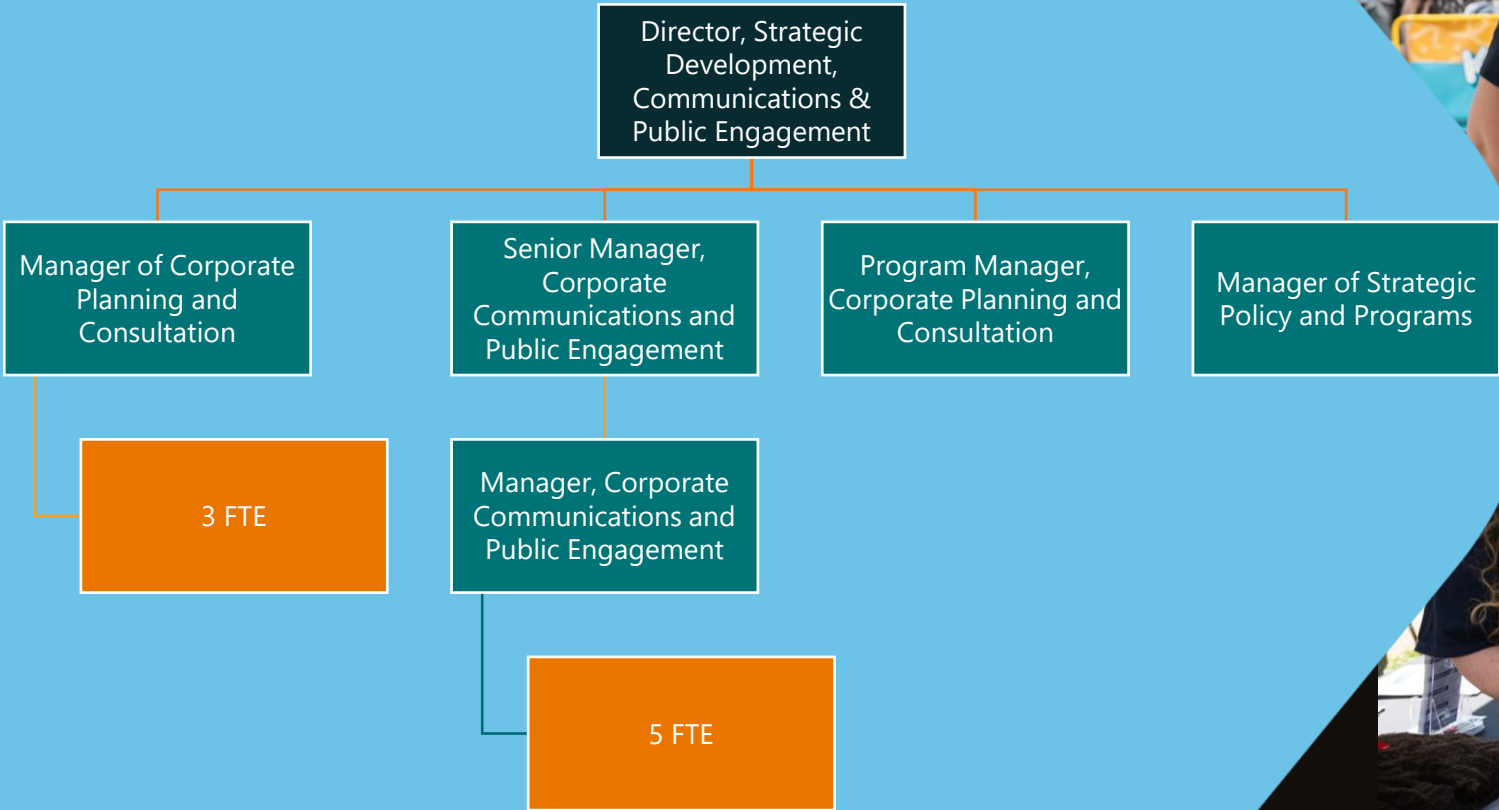 Director, Strategic
Development,
Communications &
Public Engagement
Manager of Corporate
Planning and
Consultation
Senior Manager,
Corporate
Communications and
Public Engagement
Program Manager,
Corporate Planning and
Consultation
Manager of Strategic
Policy and Programs
3 FTE
Manager, Corporate
Communications and
Public Engagement
5 FTE